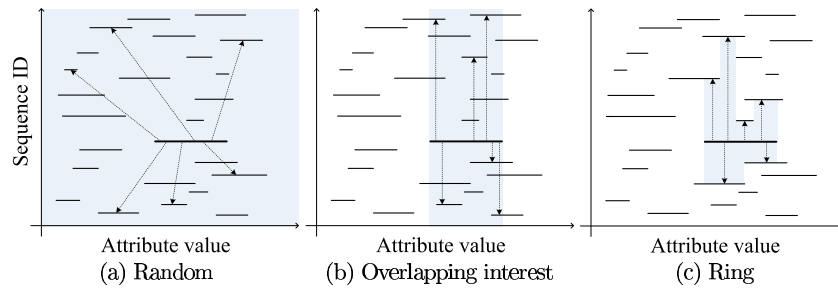 Sequence ID
Attribute value
Attribute value
Attribute value
(a) Random
(b) Overlapping interest
(c) Ring